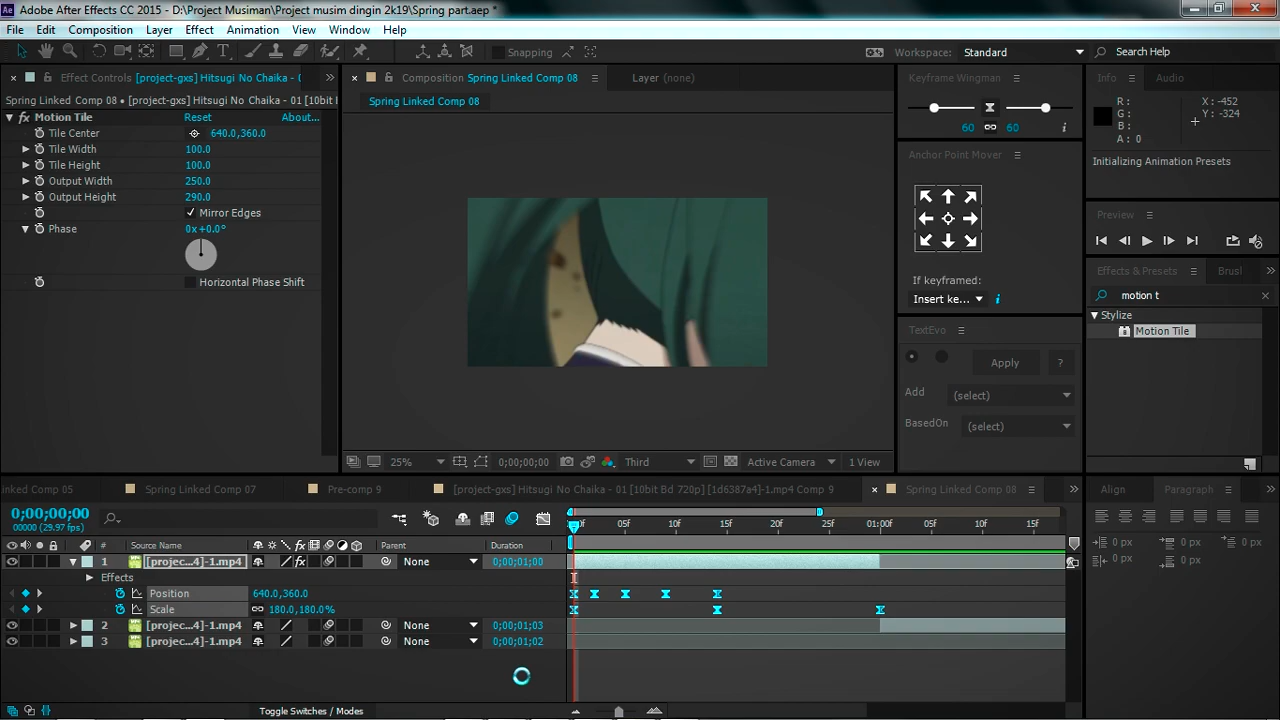 Adobe After Effects CC 2015 - D:\Project Musiman\Project musim dingin 2k19\Spring part.aep *
File Edit Composition Layer Effect Animation View Window Help
Snapping
Workspace: Standard
Search Help
Effect Controls [project-gxs] Hitsugi No Chaika - 0
Spring Linked Comp 08 • [project-gxs] Hitsugi No Chaika - 01 [10bit
fx Motion Tile Reset About...
Tile Center 640.0,360.0
Tile Width 100.0
Tile Height 100.0
Output Width 250.0
Output Height 290.0
Mirror Edges
Phase 0x+0.0°
Horizontal Phase Shift
Composition Spring Linked Comp 08
Layer (none)
Spring Linked Comp 08
25% 0;00;00;00 Third Active Camera 1 View
Keyframe Wingman
60 60 i
Anchor Point Mover
If keyframed:
Insert ke... i
TextEvo
Apply ?
Add (select)
BasedOn (select)
Info Audio
R :
G :
B :
A : 0
X : -452
Y : -324
Initializing Animation Presets
Preview
Effects & Presets Brusl
motion t
Stylize
Motion Tile
Align Paragraph
0 px 0 px 0 px
0 px 0 px
inked Comp 05 Spring Linked Comp 07 Pre-comp 9 [project-gxs] Hitsugi No Chaika - 01 [10bit Bd 720p] [1d6387a4]-1.mp4 Comp 9 Spring Linked Comp 08
0;00;00;00
00000 (29.97 fps)
05f 10f 15f 20f 25f 01:00f 05f 10f 15f
# Source Name Parent Duration
1 [projec...4]-1.mp4 None 0;00;01;00
Effects
Position 640.0,360.0
Scale 180.0,180.0%
2 [projec...4]-1.mp4 None 0;00;01;03
3 [projec...4]-1.mp4 None 0;00;01;02
Toggle Switches / Modes